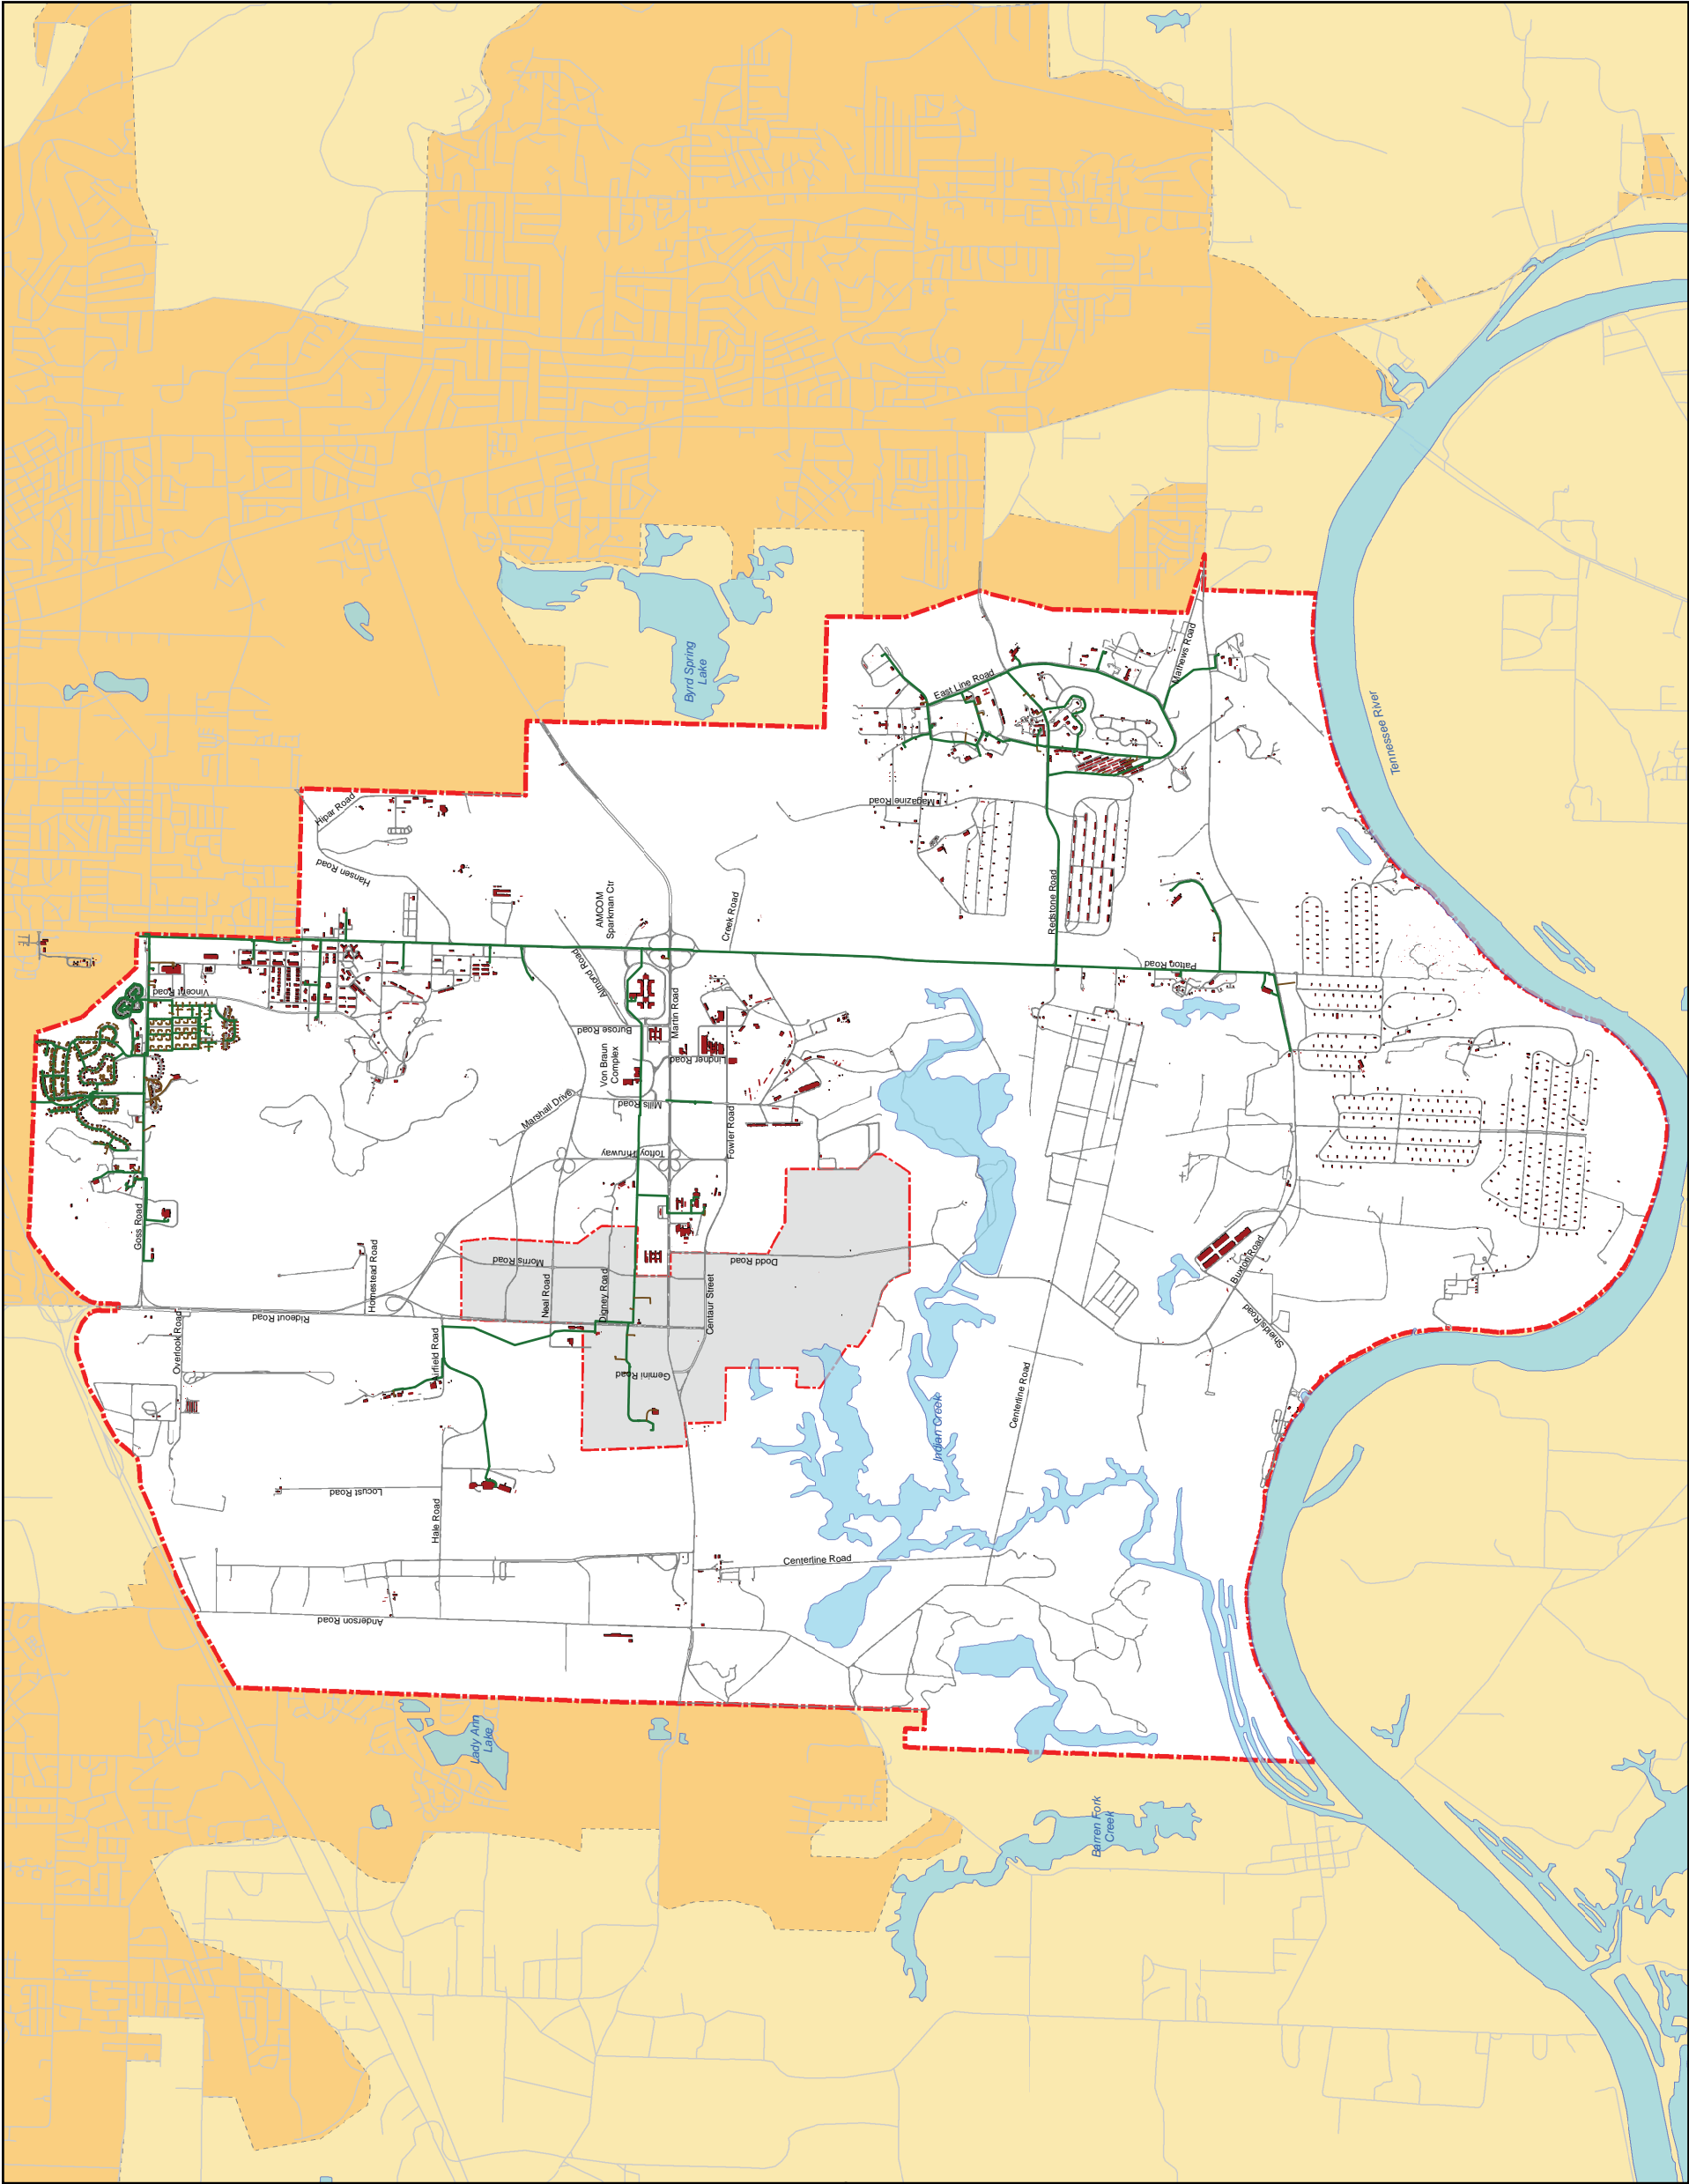 Byrd Spring
Lake
Tennessee River
East Line Road
Mathews Road
Hipar Road
Magazine Road
Hansen Road
AMCOM
Sparkman Ctr
Creek Road
Redstone Road
Almond Road
Patton Road
Vincent Road
Burose Road
Martin Road
Von Braun
Complex
Lindner Road
Marshall Drive
Mills Road
Fowler Road
Toftoy Thruway
Goss Road
Homestead Road
Morris Road
Dodd Road
Buxton Road
Neal Road
Digney Road
Centaur Street
Rideout Road
Overlook Road
Airfield Road
Gemini Road
Shields Road
Centerline Road
Indian Creek
Locust Road
Hale Road
Centerline Road
Anderson Road
Lady Ann
Lake
Barren Fork
Creek